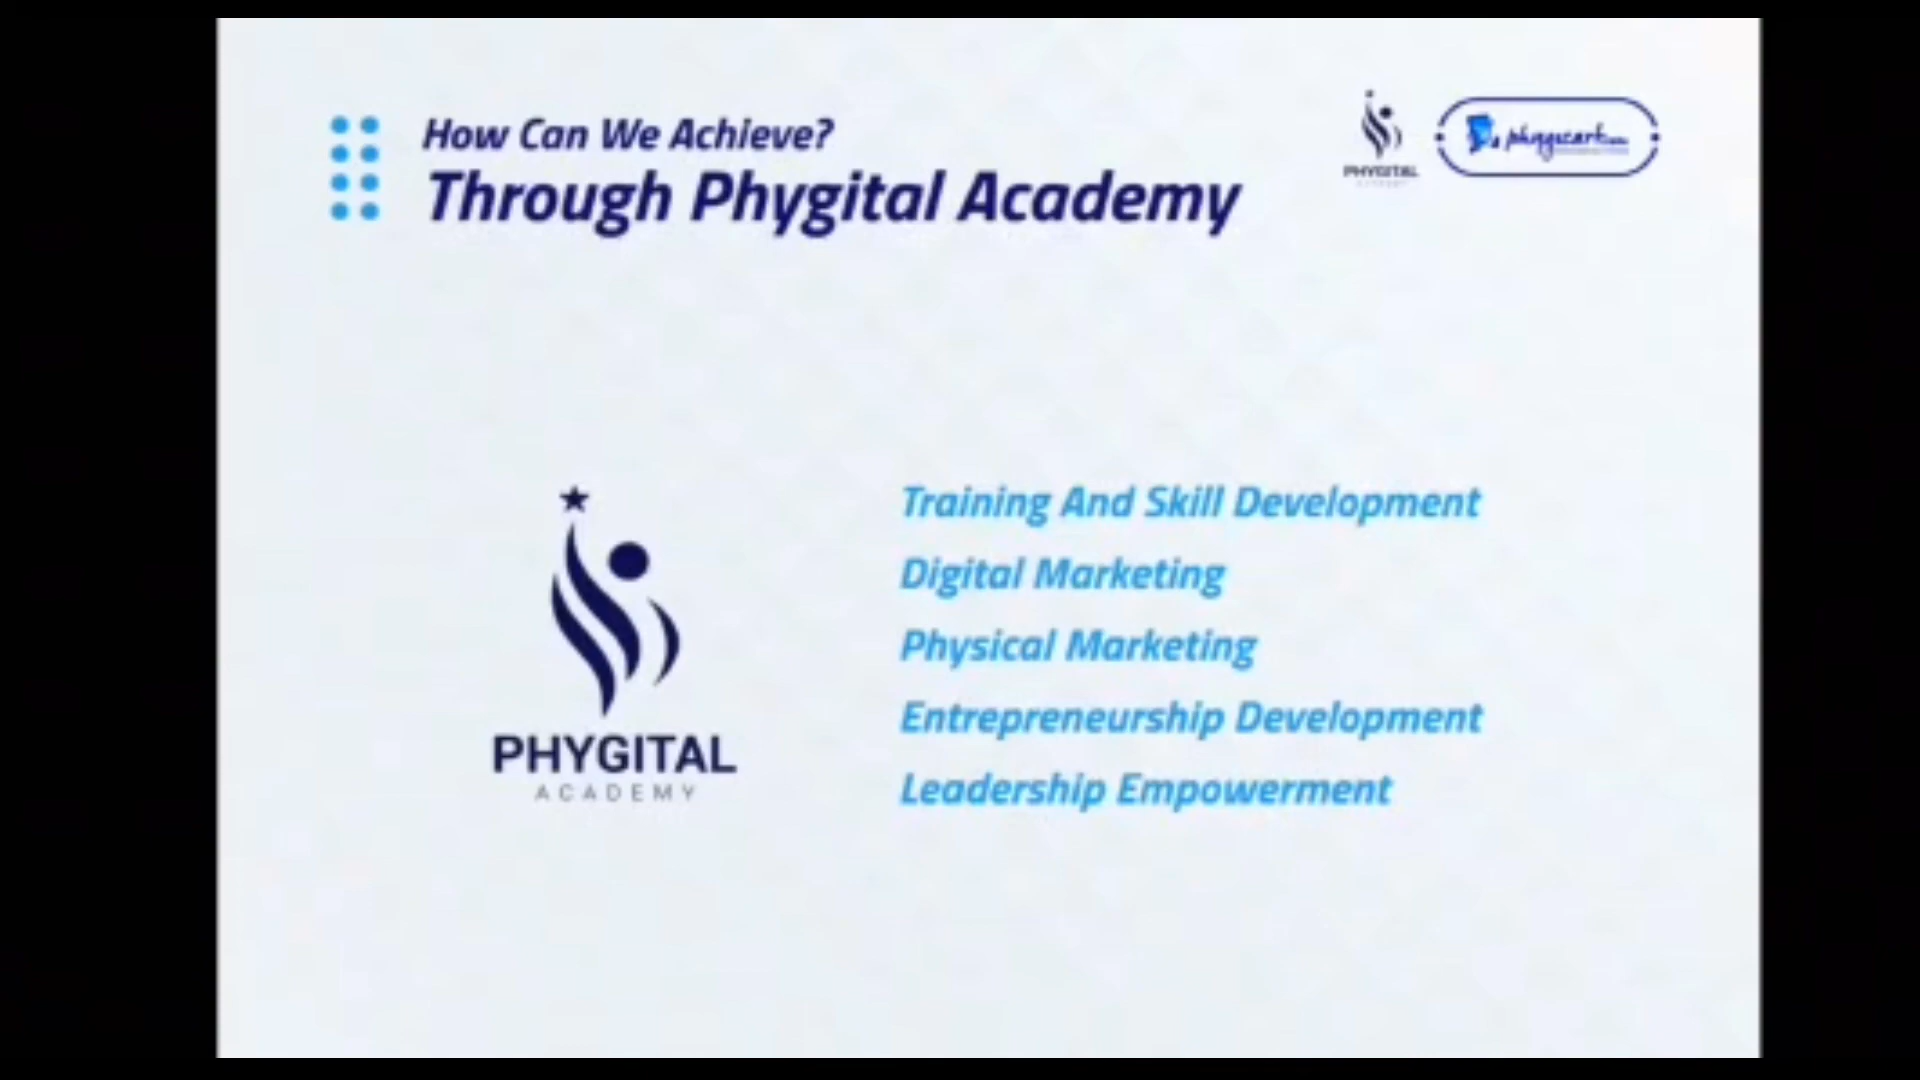 How Can We Achieve?
Through Phygital Academy
PHYGITAL
phygicart
PHYGITAL
ACADEMY
Training And Skill Development
Digital Marketing
Physical Marketing
Entrepreneurship Development
Leadership Empowerment